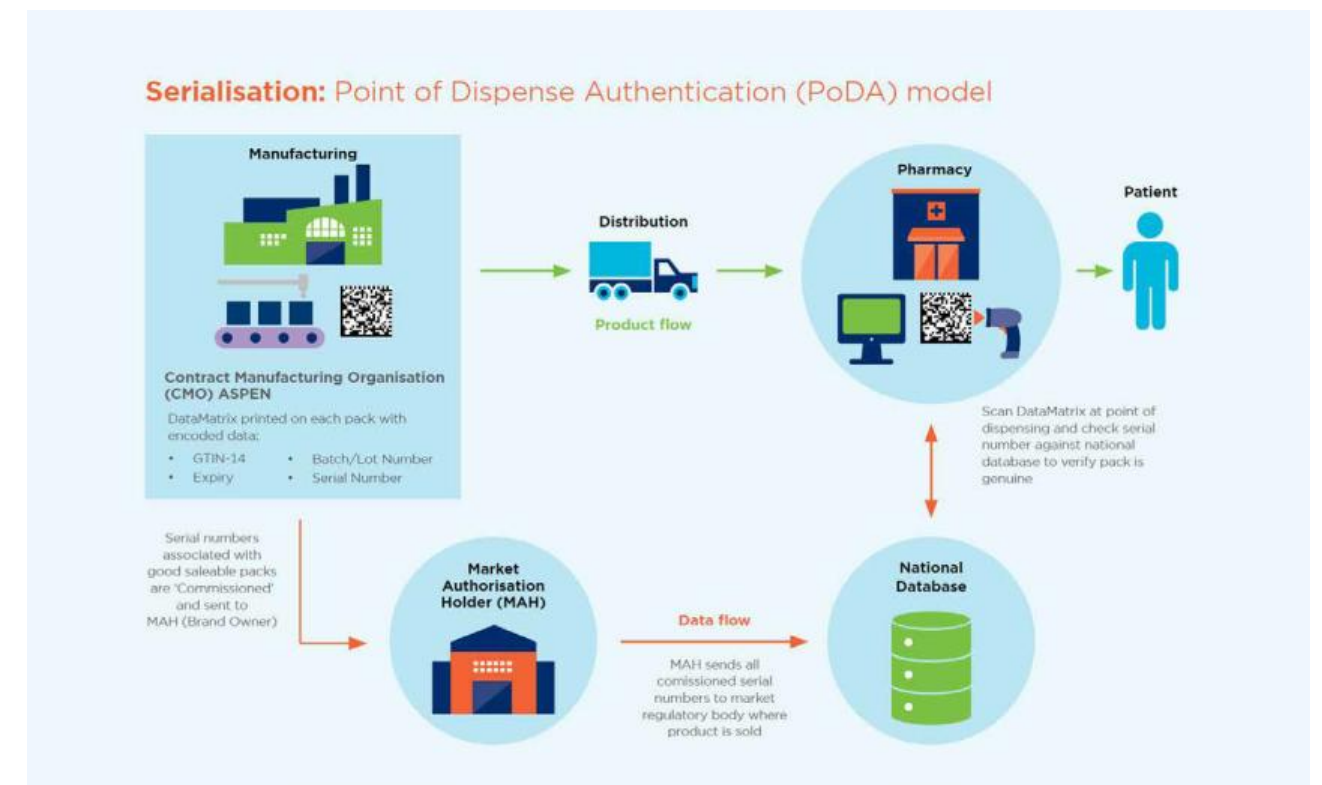 Serialisation: Point of Dispense Authentication (PoDA) model
Manufacturing
Contract Manufacturing Organisation
(CMO) ASPEN
DataMatrix printed on each pack with
encoded data:
• GTIN-14
• Expiry
• Batch/Lot Number
• Serial Number
Distribution
Product flow
Pharmacy
Patient
Scan DataMatrix at point of
dispensing and check serial
number against national
database to verify pack is
genuine
Serial numbers
associated with
good saleable packs
are 'Commissioned'
and sent to
MAH (Brand Owner)
Market
Authorisation
Holder (MAH)
Data flow
MAH sends all
comissioned serial
numbers to market
regulatory body where
product is sold
National
Database